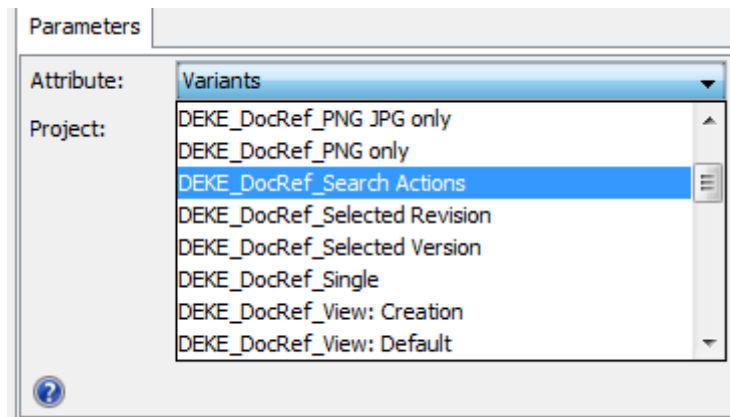 Parameters
Attribute: Variants
Project:
DEKE_DocRef_PNG JPG only
DEKE_DocRef_PNG only
DEKE_DocRef_Search Actions
DEKE_DocRef_Selected Revision
DEKE_DocRef_Selected Version
DEKE_DocRef_Single
DEKE_DocRef_View: Creation
DEKE_DocRef_View: Default
?